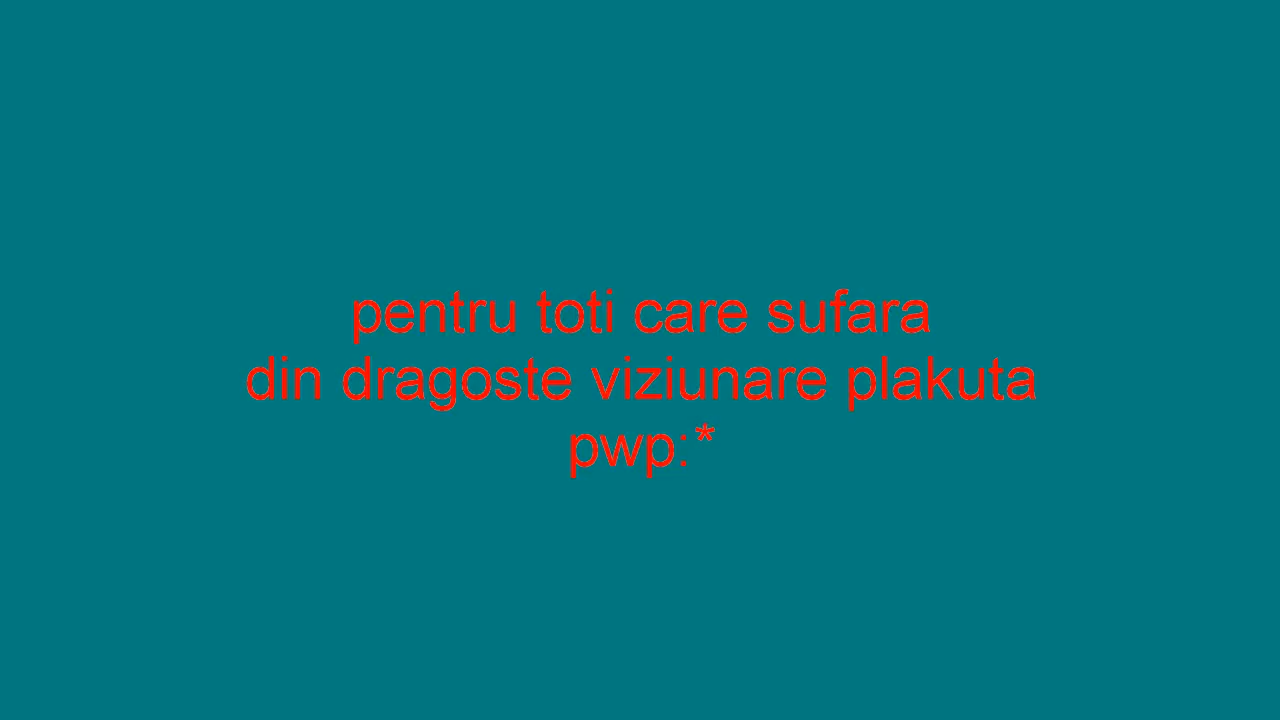 pentru toti care sufara
din dragoste viziunare plakuta
pwp:*